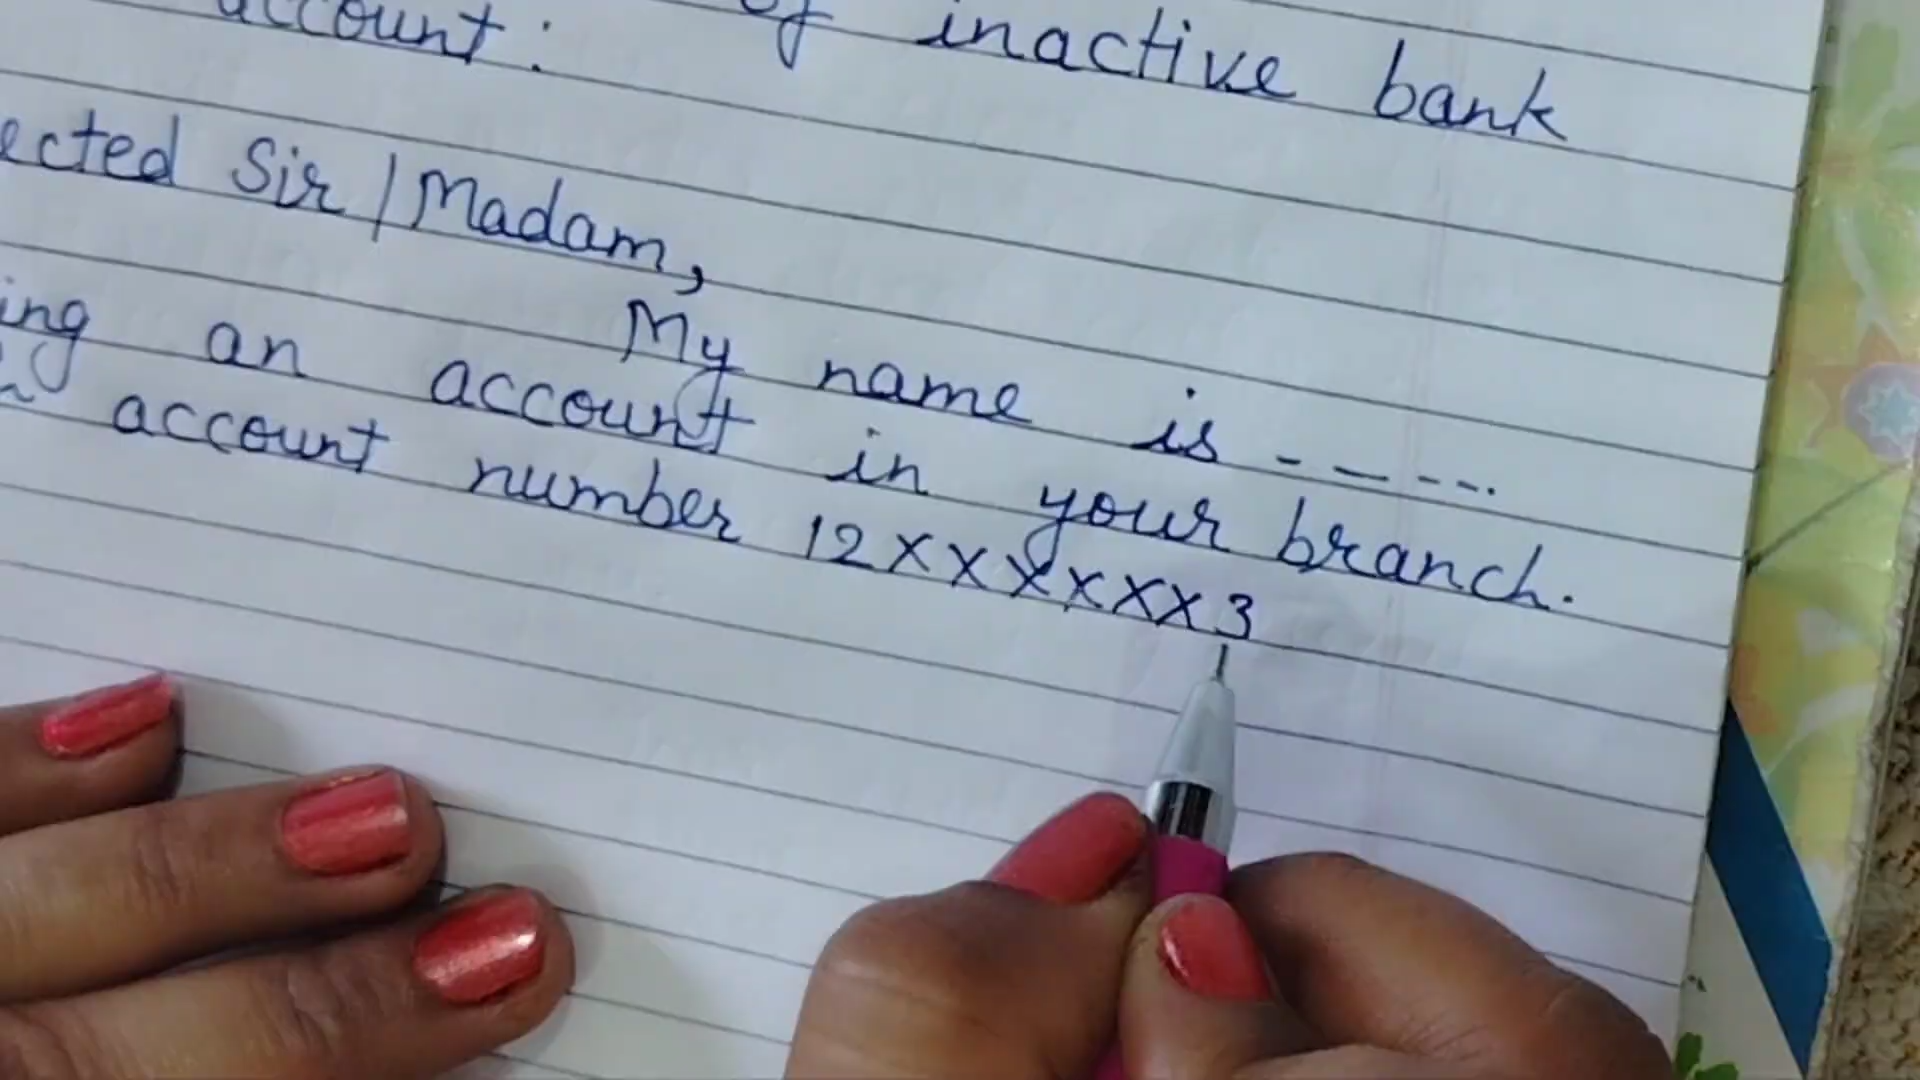 of inactive bank
account:
ected Sir/Madam,
My name is -----.
ing an account in your branch.
account number 12XXXXXX3